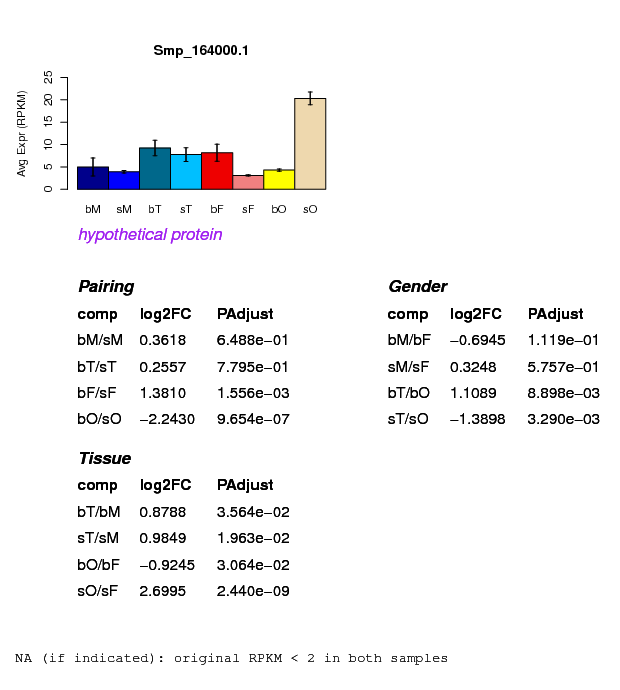 Smp_164000.1
Avg Expr (RPKM)
25
20
15
10
5
0
bM sM bT sT bF sF bO sO
hypothetical protein
Pairing
comp log2FC PAdjust
bM/sM 0.3618 6.488e−01
bT/sT 0.2557 7.795e−01
bF/sF 1.3810 1.556e−03
bO/sO −2.2430 9.654e−07
Gender
comp log2FC PAdjust
bM/bF −0.6945 1.119e−01
sM/sF 0.3248 5.757e−01
bT/bO 1.1089 8.898e−03
sT/sO −1.3898 3.290e−03
Tissue
comp log2FC PAdjust
bT/bM 0.8788 3.564e−02
sT/sM 0.9849 1.963e−02
bO/bF −0.9245 3.064e−02
sO/sF 2.6995 2.440e−09
NA (if indicated): original RPKM < 2 in both samples